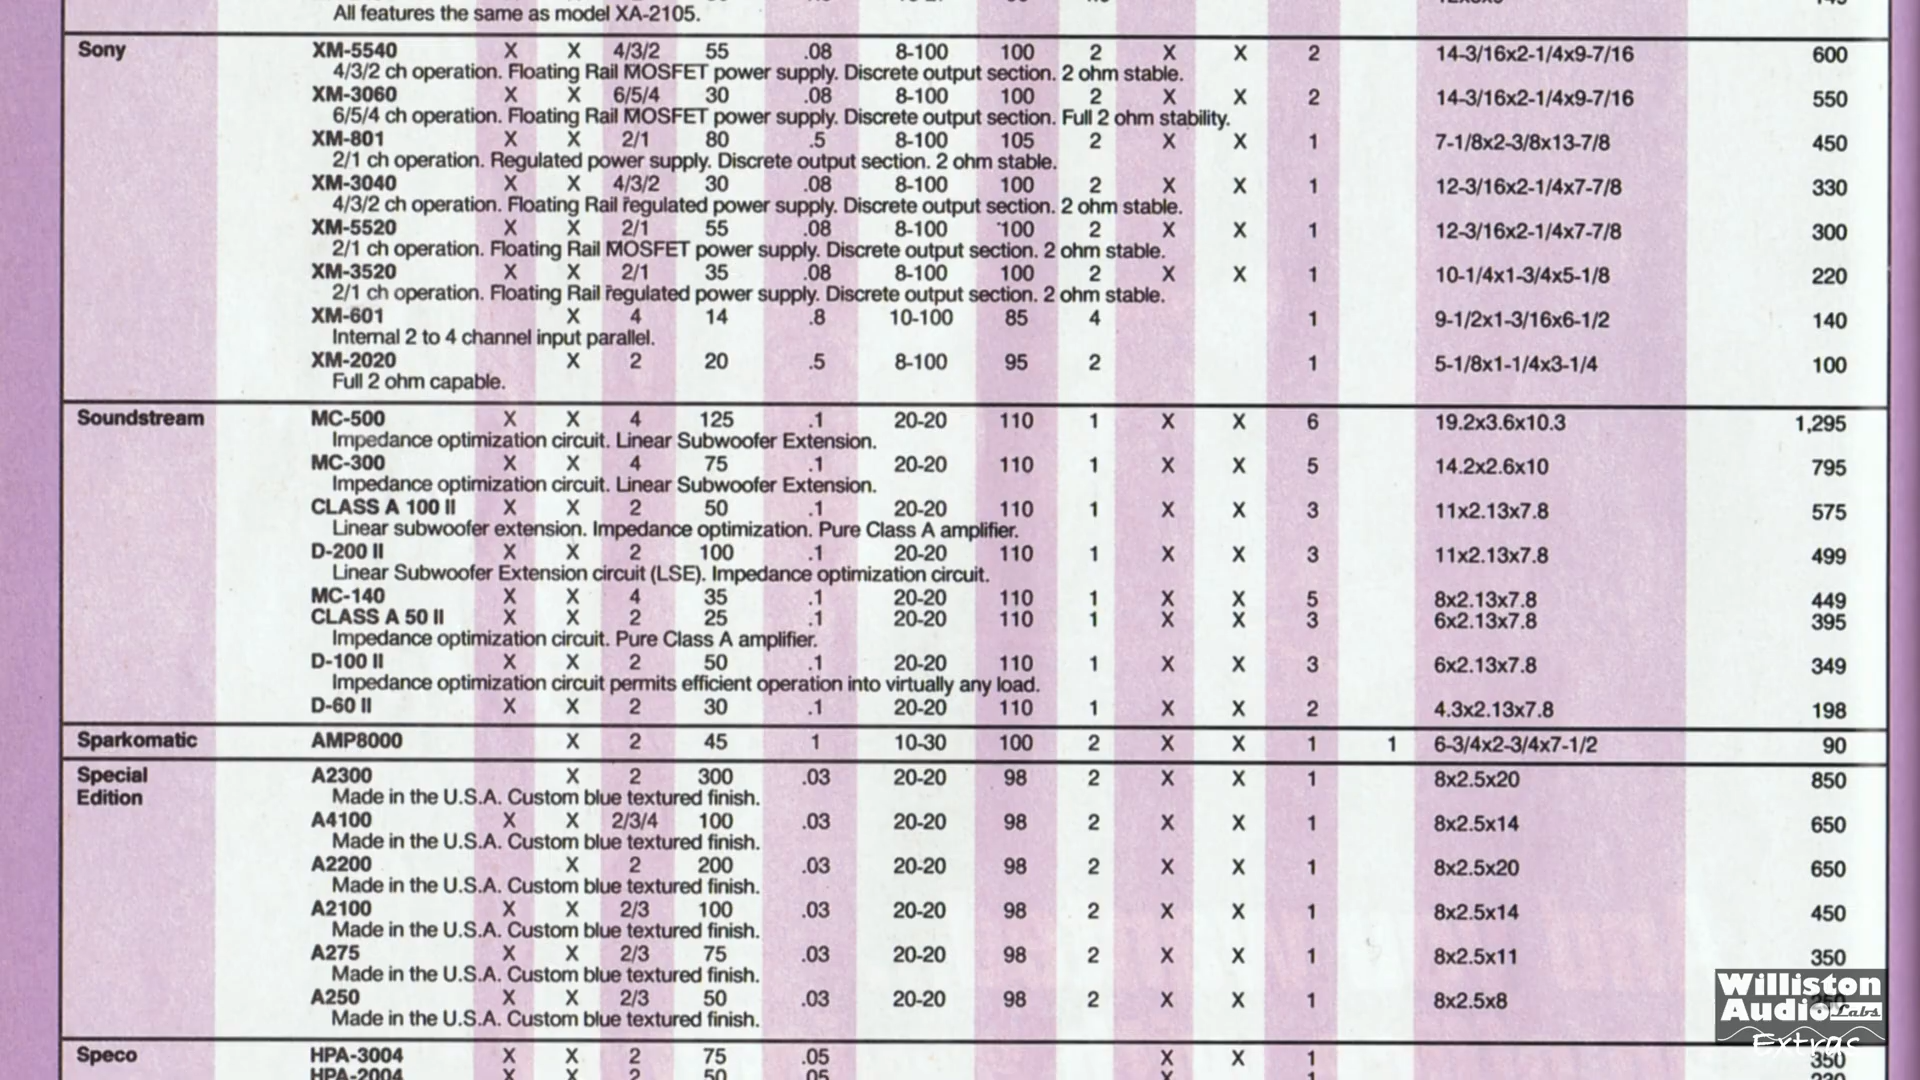 All features the same as model XA-2105.
Sony XM-5540 X X 4/3/2 55 .08 8-100 100 2 X X 2 14-3/16x2-1/4x9-7/16 600
4/3/2 ch operation. Floating Rail MOSFET power supply. Discrete output section. 2 ohm stable.
XM-3060 X X 6/5/4 30 .08 8-100 100 2 X X 2 14-3/16x2-1/4x9-7/16 550
6/5/4 ch operation. Floating Rail MOSFET power supply. Discrete output section. Full 2 ohm stability.
XM-801 X X 2/1 80 .5 8-100 105 2 X X 1 7-1/8x2-3/8x13-7/8 450
2/1 ch operation. Regulated power supply. Discrete output section. 2 ohm stable.
XM-3040 X X 4/3/2 30 .08 8-100 100 2 X X 1 12-3/16x2-1/4x7-7/8 330
4/3/2 ch operation. Floating Rail regulated power supply. Discrete output section. 2 ohm stable.
XM-5520 X X 2/1 55 .08 8-100 100 2 X X 1 12-3/16x2-1/4x7-7/8 300
2/1 ch operation. Floating Rail MOSFET power supply. Discrete output section. 2 ohm stable.
XM-3520 X X 2/1 35 .08 8-100 100 2 X X 1 10-1/4x1-3/4x5-1/8 220
2/1 ch operation. Floating Rail regulated power supply. Discrete output section. 2 ohm stable.
XM-601 X 4 14 .8 10-100 85 4 1 9-1/2x1-3/16x6-1/2 140
Internal 2 to 4 channel input parallel.
XM-2020 X 2 20 .5 8-100 95 2 1 5-1/8x1-1/4x3-1/4 100
Full 2 ohm capable.
Soundstream MC-500 X X 4 125 .1 20-20 110 1 X X 6 19.2x3.6x10.3 1,295
Impedance optimization circuit. Linear Subwoofer Extension.
MC-300 X X 4 75 .1 20-20 110 1 X X 5 14.2x2.6x10 795
Impedance optimization circuit. Linear Subwoofer Extension.
CLASS A 100 II X X 2 50 .1 20-20 110 1 X X 3 11x2.13x7.8 575
Linear subwoofer extension. Impedance optimization. Pure Class A amplifier.
D-200 II X X 2 100 .1 20-20 110 1 X X 3 11x2.13x7.8 499
Linear Subwoofer Extension circuit (LSE). Impedance optimization circuit.
MC-140 X X 4 35 .1 20-20 110 1 X X 5 8x2.13x7.8 449
CLASS A 50 II X X 2 25 .1 20-20 110 1 X X 3 6x2.13x7.8 395
Impedance optimization circuit. Pure Class A amplifier.
D-100 II X X 2 50 .1 20-20 110 1 X X 3 6x2.13x7.8 349
Impedance optimization circuit permits efficient operation into virtually any load.
D-60 II X X 2 30 .1 20-20 110 1 X X 2 4.3x2.13x7.8 198
Sparkomatic AMP8000 X 2 45 1 10-30 100 2 X X 1 1 6-3/4x2-3/4x7-1/2 90
Special A2300 X 2 300 .03 20-20 98 2 X X 1 8x2.5x20 850
Edition Made in the U.S.A. Custom blue textured finish.
A4100 X X 2/3/4 100 .03 20-20 98 2 X X 1 8x2.5x14 650
Made in the U.S.A. Custom blue textured finish.
A2200 X 2 200 .03 20-20 98 2 X X 1 8x2.5x20 650
Made in the U.S.A. Custom blue textured finish.
A2100 X X 2/3 100 .03 20-20 98 2 X X 1 8x2.5x14 450
Made in the U.S.A. Custom blue textured finish.
A275 X X 2/3 75 .03 20-20 98 2 X X 1 8x2.5x11 350
Made in the U.S.A. Custom blue textured finish.
A250 X X 2/3 50 .03 20-20 98 2 X X 1 8x2.5x8
Made in the U.S.A. Custom blue textured finish.
Speco HPA-3004 X X 2 75 .05 X X 1 350
HPA-2004 X X 2 50 .05
Williston
Audio Labs
Extras